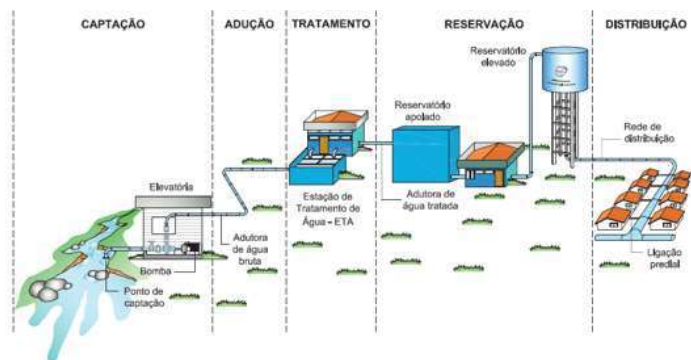 CAPTAÇÃO
ADUÇÃO
TRATAMENTO
RESERVAÇÃO
DISTRIBUIÇÃO
Reservatório
elevado
Reservatório
apoiado
Rede de
distribuição
Elevatória
Estação de
Tratamento de
Água - ETA
Adutora de
água tratada
Adutora
de água
bruta
Bomba
Ponto de
captação
Ligação
predial